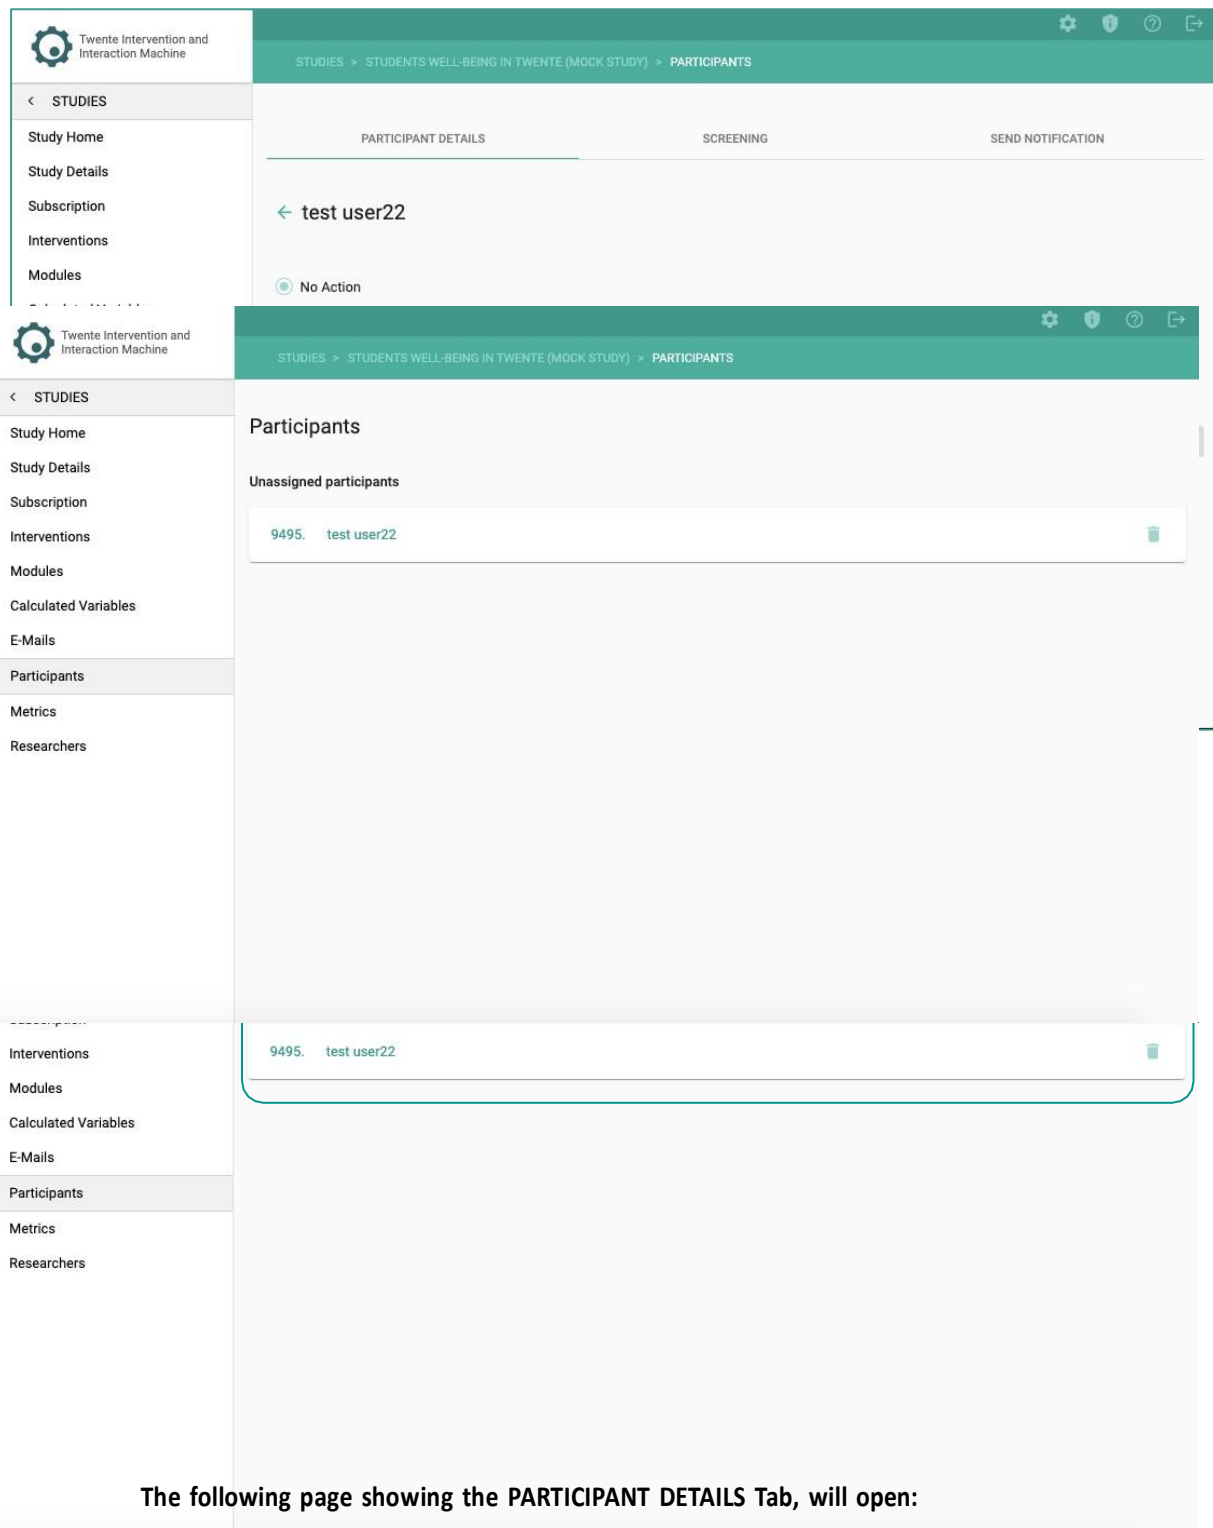 Twente Intervention and
Interaction Machine
STUDIES > STUDENTS WELL-BEING IN TWENTE (MOCK STUDY) > PARTICIPANTS
< STUDIES
Study Home
Study Details
Subscription
Interventions
Modules
PARTICIPANT DETAILS
SCREENING
SEND NOTIFICATION
← test user22
No Action
Twente Intervention and
Interaction Machine
STUDIES > STUDENTS WELL-BEING IN TWENTE (MOCK STUDY) > PARTICIPANTS
< STUDIES
Study Home
Study Details
Subscription
Interventions
Modules
Calculated Variables
E-Mails
Participants
Metrics
Researchers
Participants
Unassigned participants
9495. test user22
Interventions
Modules
Calculated Variables
E-Mails
Participants
Metrics
Researchers
9495. test user22
The following page showing the PARTICIPANT DETAILS Tab, will open: